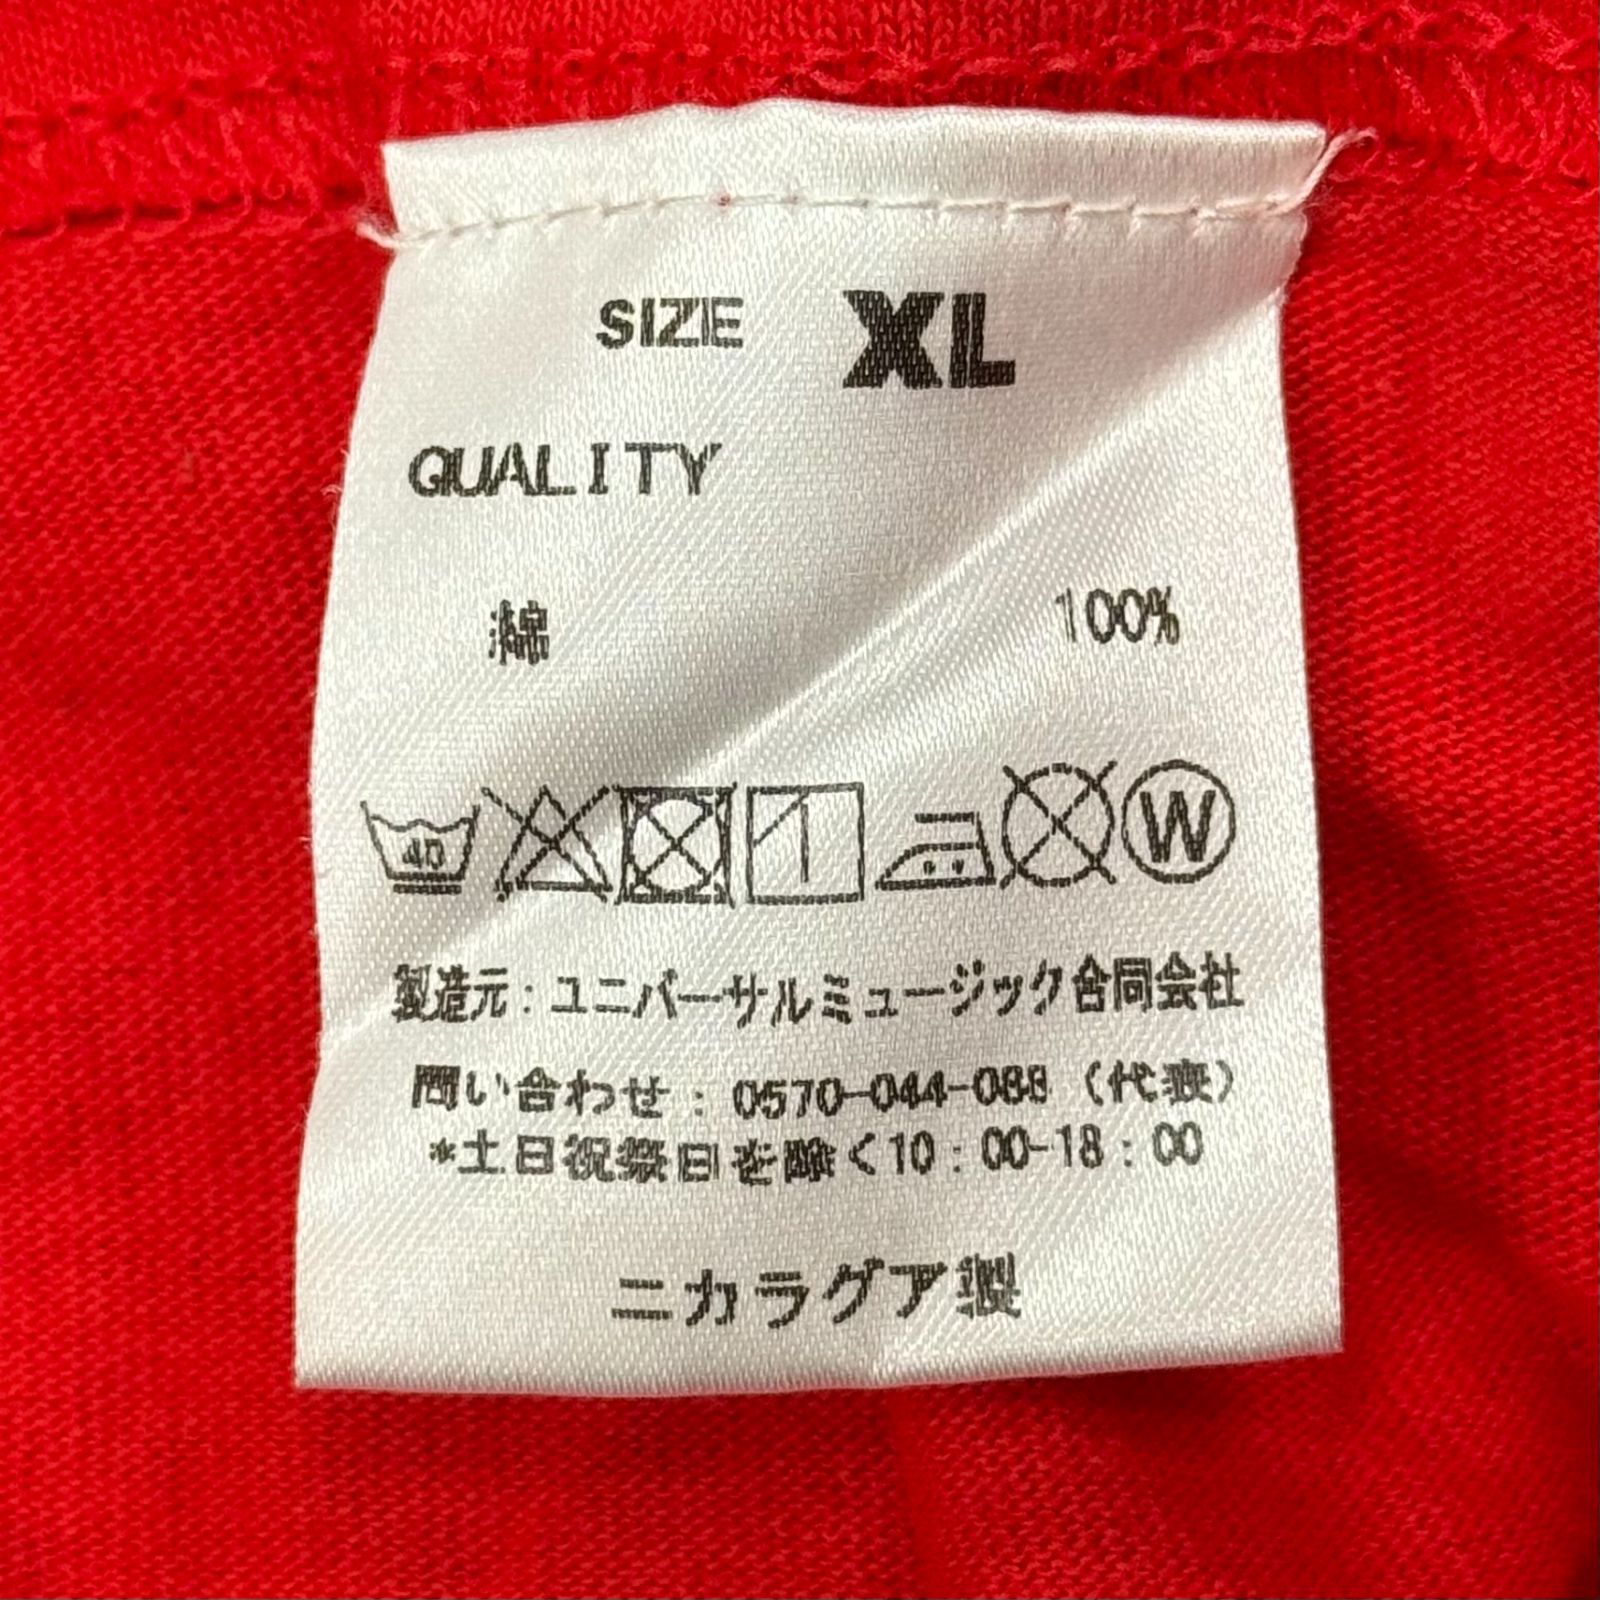 SIZE XL
QUALITY
綿 100%
40 W
製造元：ユニバーサルミュージック合同会社
問い合わせ：0570-044-088（代表）
*土日祝祭日を除く10：00-18：00
ニカラグア製